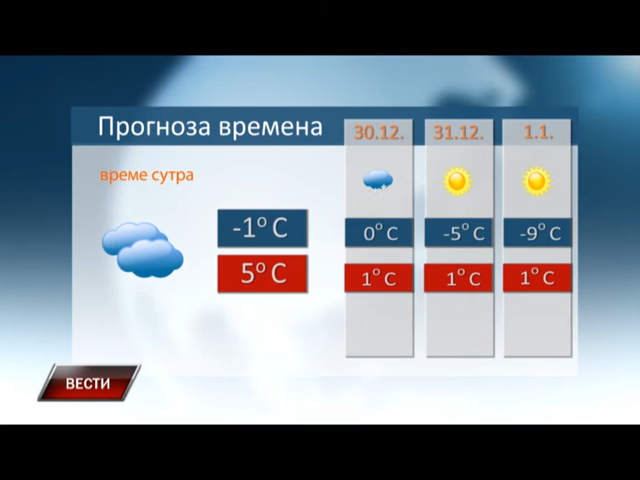 Прогноза времена
време сутра
-1° C
5° C
30.12.
0° C
1° C
31.12.
-5° C
1° C
1.1.
-9° C
1° C
ВЕСТИ